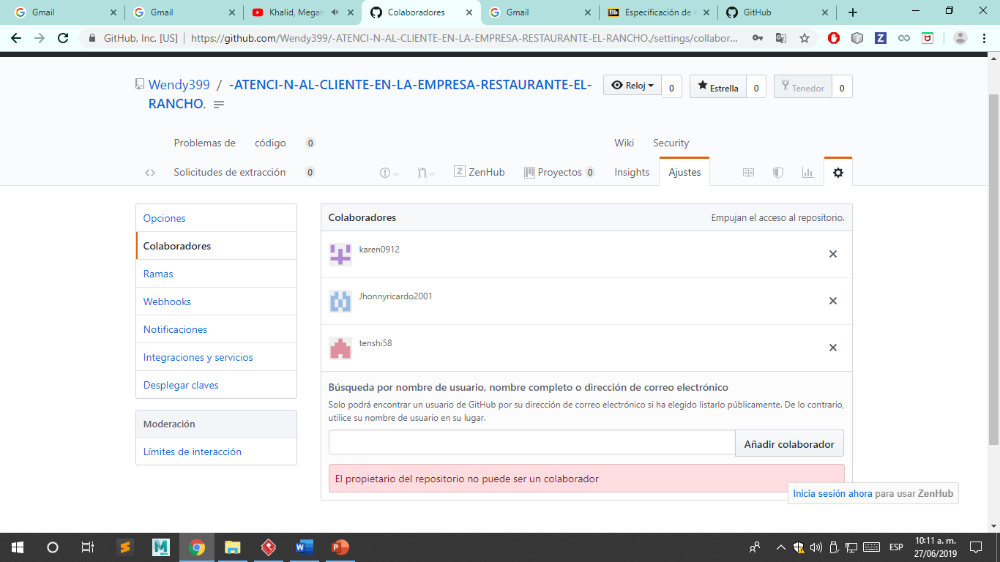 Gmail
Gmail
Khalid, Megan
Colaboradores
Gmail
Bb Especificación de r
GitHub
GitHub, Inc. [US] | https://github.com/Wendy399/-ATENCI-N-AL-CLIENTE-EN-LA-EMPRESA-RESTAURANTE-EL-RANCHO./settings/collabor...
Wendy399 / -ATENCI-N-AL-CLIENTE-EN-LA-EMPRESA-RESTAURANTE-EL-
RANCHO.
Reloj 0
Estrella 0
Tenedor 0
Problemas de código 0 Wiki Security
Solicitudes de extracción 0 Z ZenHub Proyectos 0 Insights Ajustes
Opciones
Colaboradores
Ramas
Webhooks
Notificaciones
Integraciones y servicios
Desplegar claves
Moderación
Límites de interacción
Colaboradores Empujan el acceso al repositorio.
karen0912
Jhonnyricardo2001
tenshi58
Búsqueda por nombre de usuario, nombre completo o dirección de correo electrónico
Solo podrá encontrar un usuario de GitHub por su dirección de correo electrónico si ha elegido listarlo públicamente. De lo contrario,
utilice su nombre de usuario en su lugar.
Añadir colaborador
El propietario del repositorio no puede ser un colaborador
Inicia sesión ahora para usar ZenHub
ESP
10:11 a. m.
27/06/2019